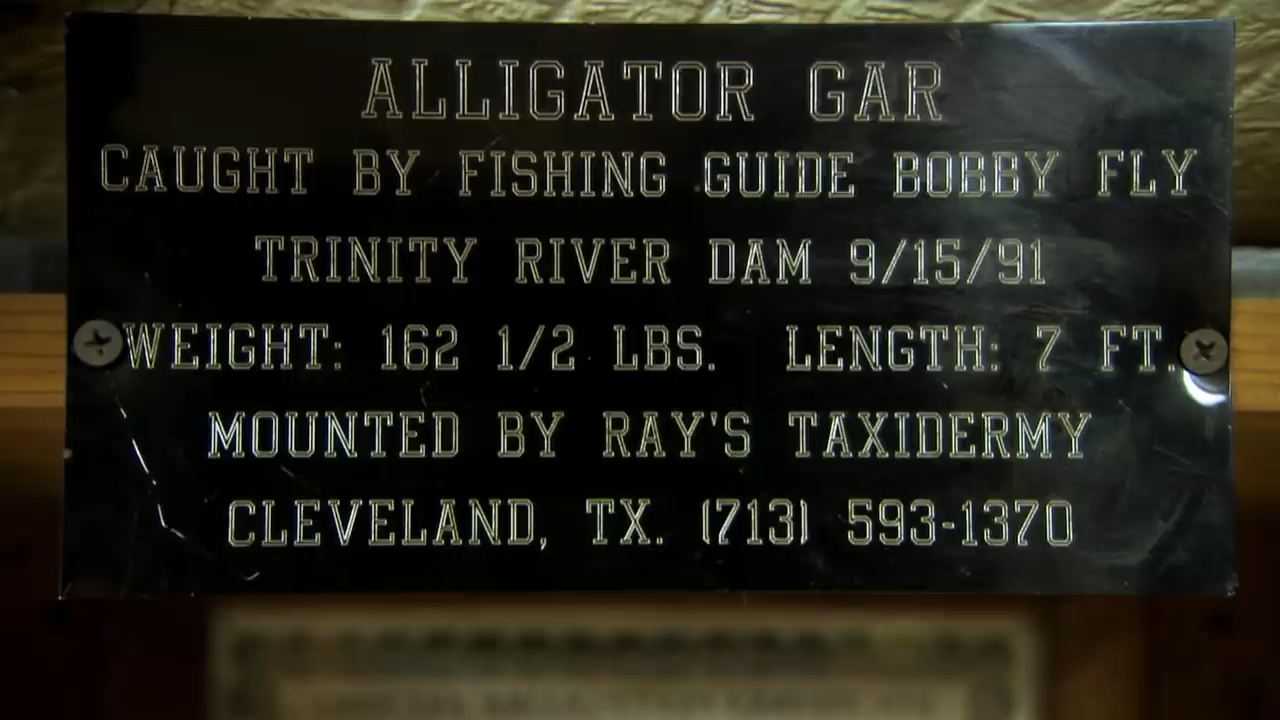 ALLIGATOR GAR
CAUGHT BY FISHING GUIDE BOBBY FLY
TRINITY RIVER DAM 9/15/91
WEIGHT: 162 1/2 LBS. LENGTH: 7 FT.
MOUNTED BY RAY'S TAXIDERMY
CLEVELAND, TX. (713) 593-1370